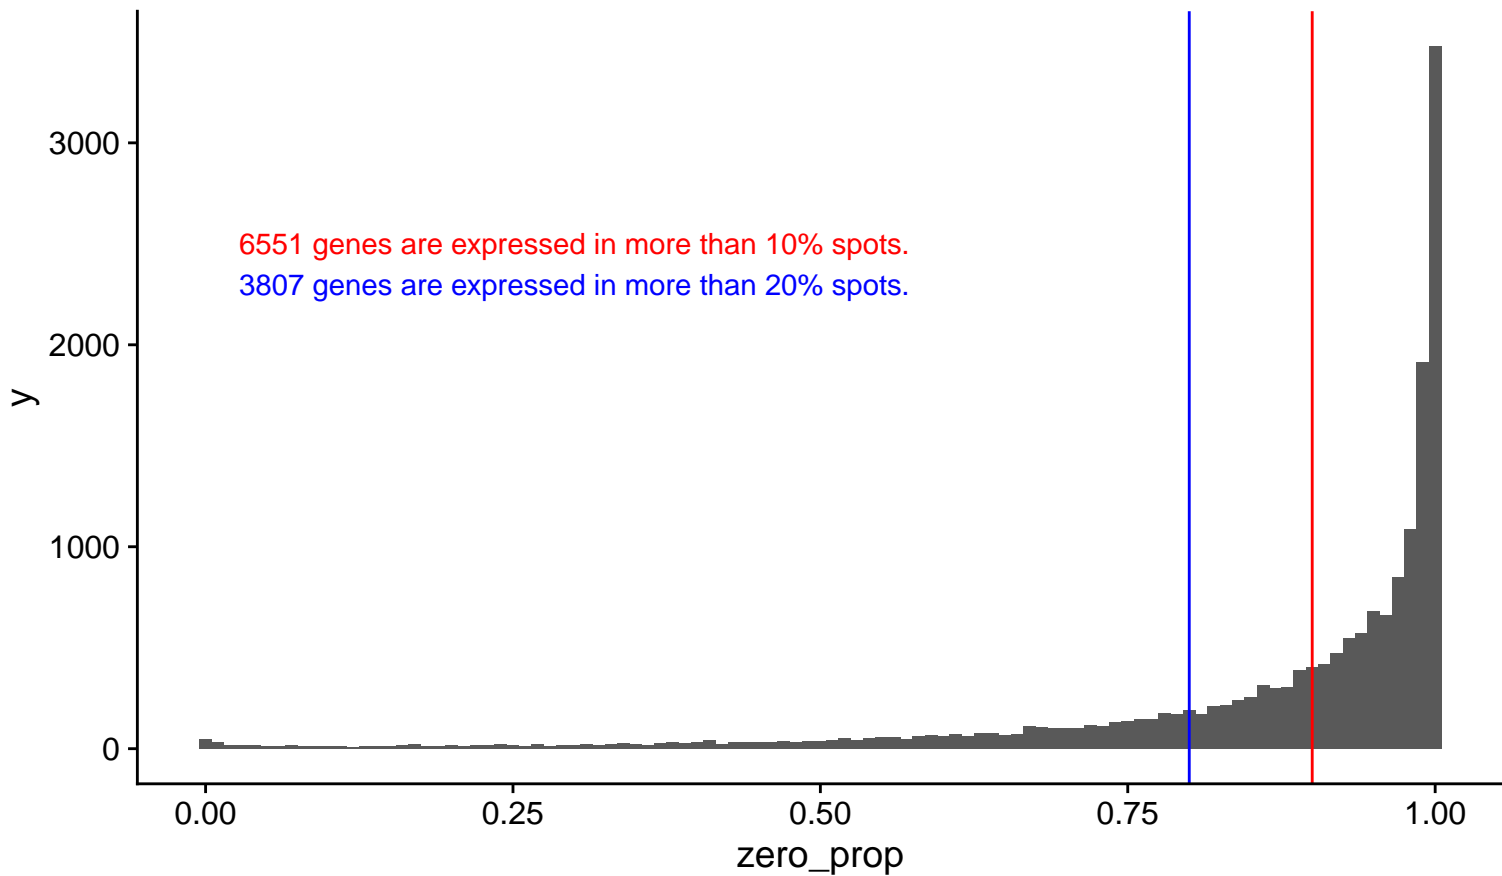 3000
6551 genes are expressed in more than 10% spots.
3807 genes are expressed in more than 20% spots.
2000
y
1000
0
0.00 0.25 0.50 0.75 1.00
zero_prop